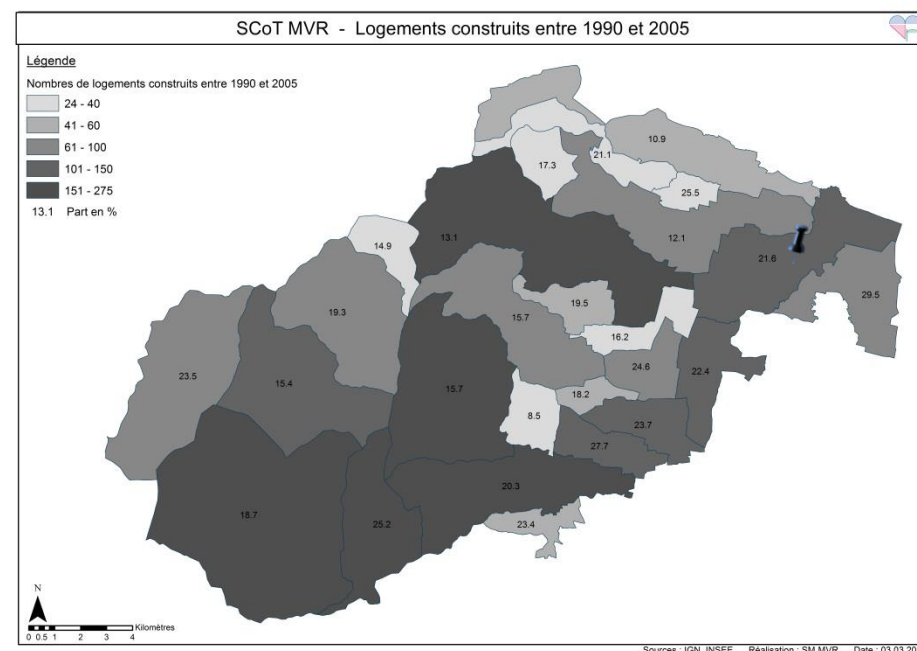 SCoT MVR - Logements construits entre 1990 et 2005
Légende
Nombres de logements construits entre 1990 et 2005
24 - 40
41 - 60
61 - 100
101 - 150
151 - 275
13.1 Part en %
10.9
17.3
21.1
25.5
13.1
12.1
14.9
21.6
29.5
19.5
19.3
15.7
16.2
23.5
24.6
22.4
15.4
15.7
18.2
8.5
23.7
27.7
20.3
18.7
25.2
23.4
N
Kilomètres
0 0.5 1 2 3 4
Sources : IGN, INSEE Réalisation : SM MVR Date : 03.03.20